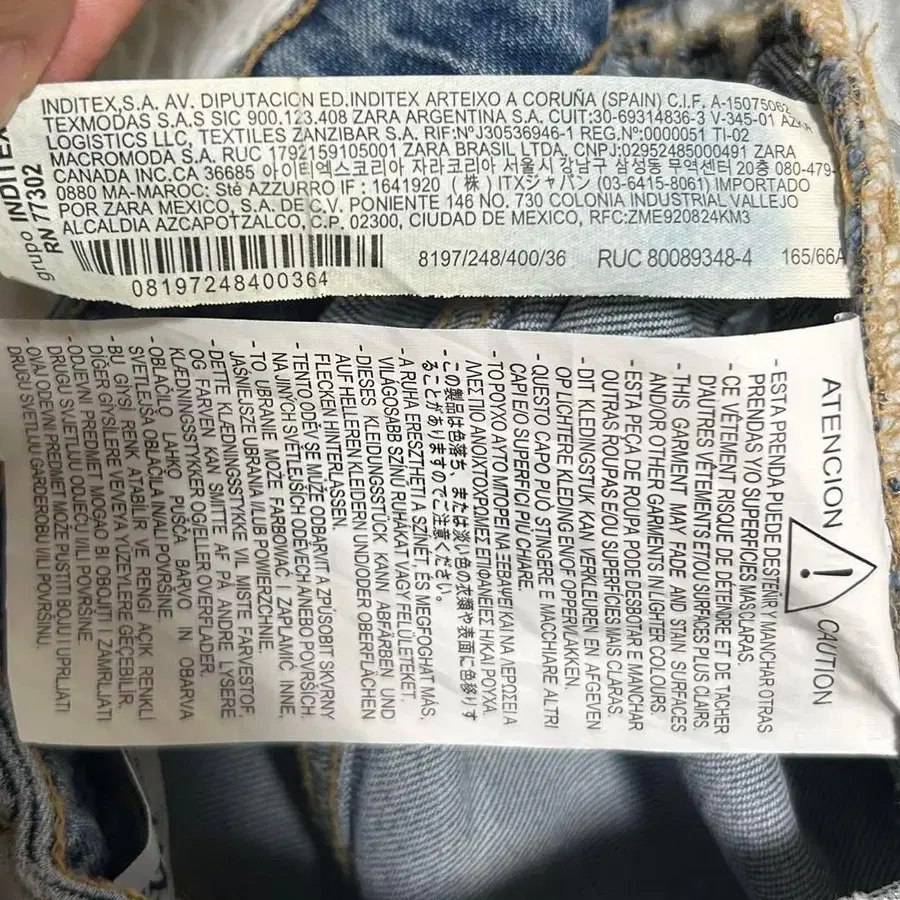 grupo INDITEX
RN 77302
INDITEX,S.A. AV. DIPUTACION ED.INDITEX ARTEIXO A CORUÑA (SPAIN) C.I.F. A-15075062
TEXMODAS S.A.S SIC 900.123.408 ZARA ARGENTINA S.A. CUIT:30-69314836-3 V-345-01 AZKA
LOGISTICS LLC, TEXTILES ZANZIBAR S.A. RIF:NºJ30536946-1 REG.Nº:0000051 TI-02
MACROMODA S.A. RUC 1792159105001 ZARA BRASIL LTDA, CNPJ:02952485000491 ZARA
CANADA INC.CA 36685 아이티엑스코리아 자라코리아 서울시 강남구 삼성동 무역센터 20층 080-479-
0880 MA-MAROC: Sté AZZURRO IF : 1641920 (株) ITXジャパン (03-6415-8061) IMPORTADO
POR ZARA MEXICO, S.A. DE C.V. PONIENTE 146 NO. 730 COLONIA INDUSTRIAL VALLEJO
ALCALDIA AZCAPOTZALCO, C.P. 02300, CIUDAD DE MEXICO, RFC:ZME920824KM3
8197/248/400/36 RUC 80089348-4 165/66A
08197248400364
ATENCION
CAUTION
- ESTA PRENDA PUEDE DESTEÑIR Y MANCHAR OTRAS
PRENDAS Y/O SUPERFICIES MAS CLARAS.
- CE VÊTEMENT RISQUE DE DÉTEINDRE ET DE TACHER
D'AUTRES VÊTEMENTS ET/OU SURFACES PLUS CLAIRS.
- THIS GARMENT MAY FADE AND STAIN SURFACES
AND/OR OTHER GARMENTS IN LIGHTER COLOURS.
- ESTA PEÇA DE ROUPA PODE DESBOTAR E MANCHAR
OUTRAS ROUPAS E/OU SUPERFÍCIES MAIS CLARAS.
- DIT KLEDINGSTUK KAN VERKLEUREN EN AFGEVEN
OP LICHTERE KLEDING EN/OF OPPERVLAKKEN.
- QUESTO CAPO PUÒ STINGERE E MACCHIARE ALTRI
CAPI E/O SUPERFICI PIÙ CHIARE.
- ΤΟ ΡΟΥΧΟ ΑΥΤΟ ΜΠΟΡΕΙ ΝΑ ΞΕΒΑΨΕΙ ΚΑΙ ΝΑ ΛΕΡΩΣΕΙ ΑΛΛΕΣ ΠΙΟ ΑΝΟΙΧΤΟΧΡΩΜΕΣ ΕΠΙΦΑΝΕΙΕΣ Ή/ΚΑΙ ΡΟΥΧΑ.
- この製品は色落ち、または淡い色の衣類や表面に色移りす
ることがありますのでご注意ください。
- A RUHA ERESZTHETI A SZÍNÉT, ÉS MEGFOGHAT MÁS,
VILÁGOSABB SZÍNŰ RUHÁKAT VAGY FELÜLETEKET.
- DIESES KLEIDUNGSSTÜCK KANN ABFÄRBEN UND
AUF HELLEREN KLEIDERN UND/ODER OBERFLÄCHEN
FLECKEN HINTERLASSEN.
- TENTO ODĚV SE MŮŽE ODBARVIT A ZPŮSOBIT SKVRNY
NA JINÝCH SVĚTLEJŠÍCH ODĚVECH ANEBO POVRŠÍCH.
- TO UBRANIE MOŻE FARBOWAĆ I ZAPLAMIĆ INNE,
JAŚNIEJSZE UBRANIA I/LUB POWIERZCHNIE.
- DETTE KLÆDNINGSSTYKKE VIL MISTE FARVESTOF,
OG FARVEN KAN SMITTE AF PÅ ANDRE LYSERE
KLÆDNINGSSTYKKER OG/ELLER OVERFLADER.
- OBLAČILO LAHKO PUŠČA BARVO IN OBARVA
SVETLEJŠA OBLAČILA IN/ALI POVRŠINE.
- BU GİYSİ RENK ATABİLİR VE RENGİ AÇIK RENKLİ
DİĞER GİYSİLERE VE/VEYA YÜZEYLERE GEÇEBİLİR.
- ODJEVNI PREDMET MOGAO BI OBOJITI I ZAMRLJATI
DRUGU SVJETLIJU ODJEĆU I/ILI POVRŠINE.
- OVAJ ODEVNI PREDMET MOŽE PUSTITI BOJU I UPRLJATI
DRUGU SVETLIJU GARDEROBU I/ILI POVRŠINU.